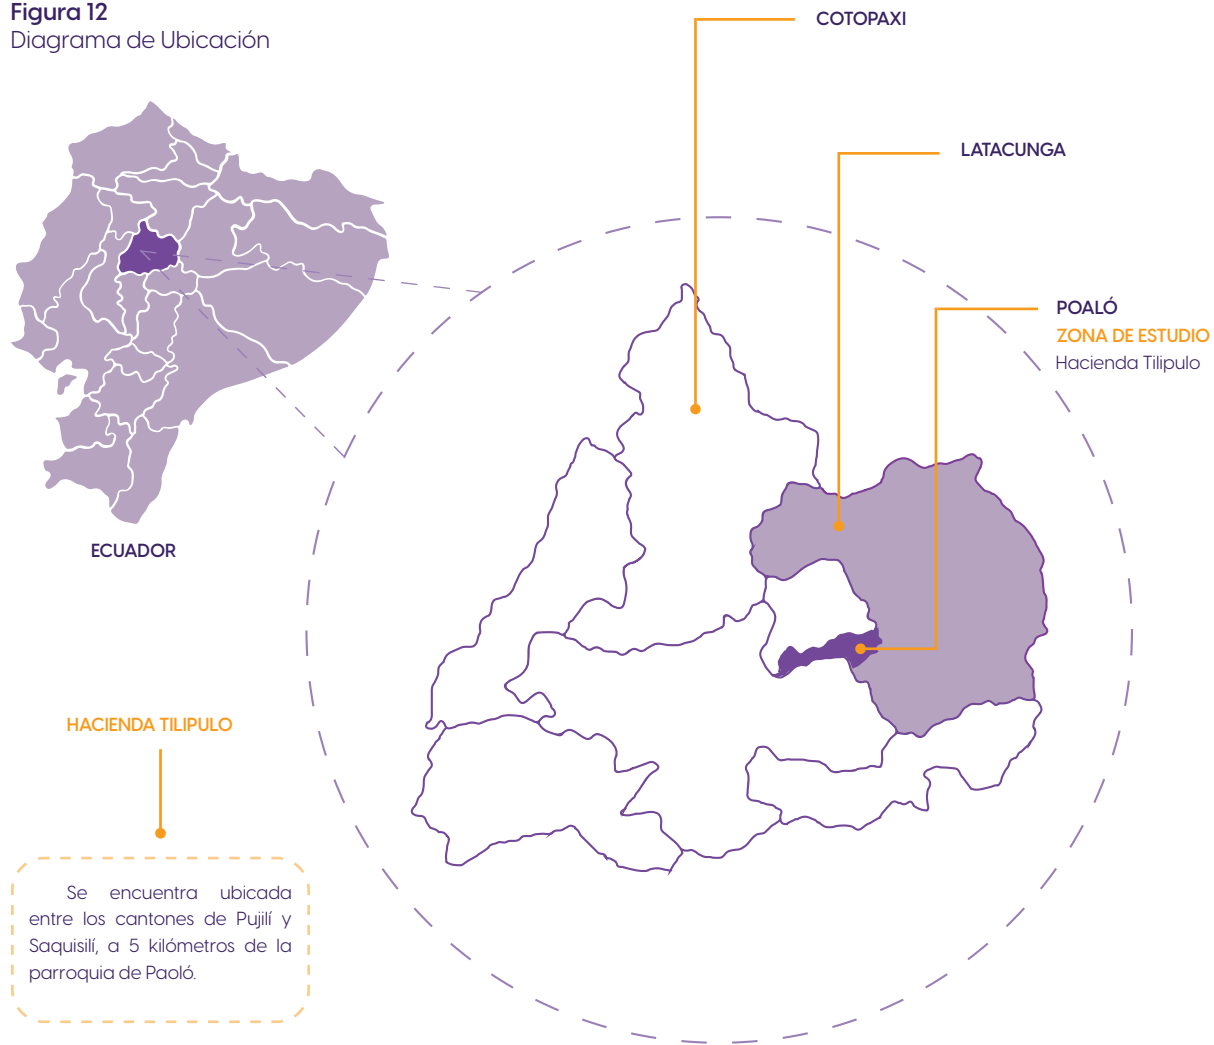 Figura 12
Diagrama de Ubicación
COTOPAXI
LATACUNGA
POALÓ
ZONA DE ESTUDIO
Hacienda Tilipulo
ECUADOR
HACIENDA TILIPULO
Se encuentra ubicada
entre los cantones de Pujilí y
Saquisilí, a 5 kilómetros de la
parroquia de Paoló.